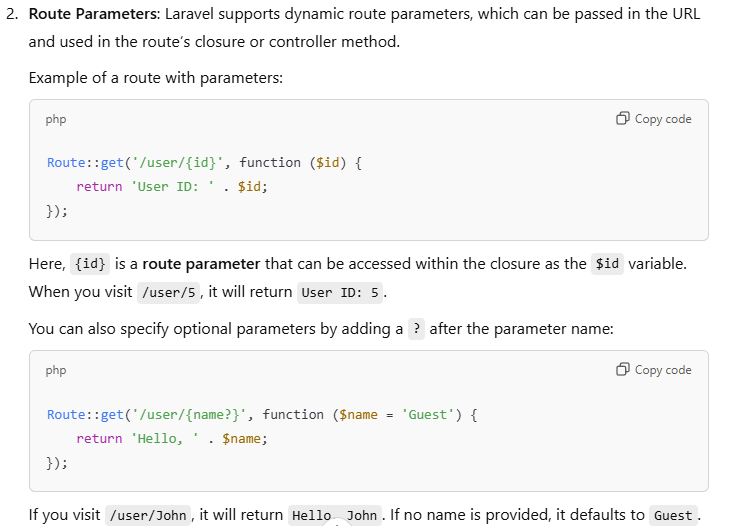 2. Route Parameters: Laravel supports dynamic route parameters, which can be passed in the URL
and used in the route's closure or controller method.
Example of a route with parameters:
php
Copy code
Route::get('/user/{id}', function ($id) {
    return 'User ID: ' . $id;
});
Here, {id} is a route parameter that can be accessed within the closure as the $id variable.
When you visit /user/5, it will return User ID: 5.
You can also specify optional parameters by adding a ? after the parameter name:
php
Copy code
Route::get('/user/{name?}', function ($name = 'Guest') {
    return 'Hello, ' . $name;
});
If you visit /user/John, it will return Hello, John. If no name is provided, it defaults to Guest.